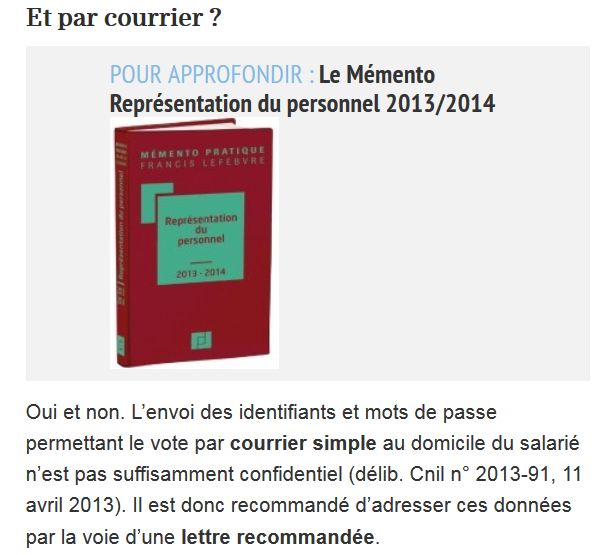 Et par courrier ?
POUR APPROFONDIR : Le Mémento
Représentation du personnel 2013/2014
MÉMENTO PRATIQUE
FRANCIS LEFEBVRE
Représentation
du
personnel
2013 - 2014
Représentation du personnel
Oui et non. L’envoi des identifiants et mots de passe
permettant le vote par courrier simple au domicile du salarié
n’est pas suffisamment confidentiel (délib. Cnil n° 2013-91, 11
avril 2013). Il est donc recommandé d’adresser ces données
par la voie d’une lettre recommandée.